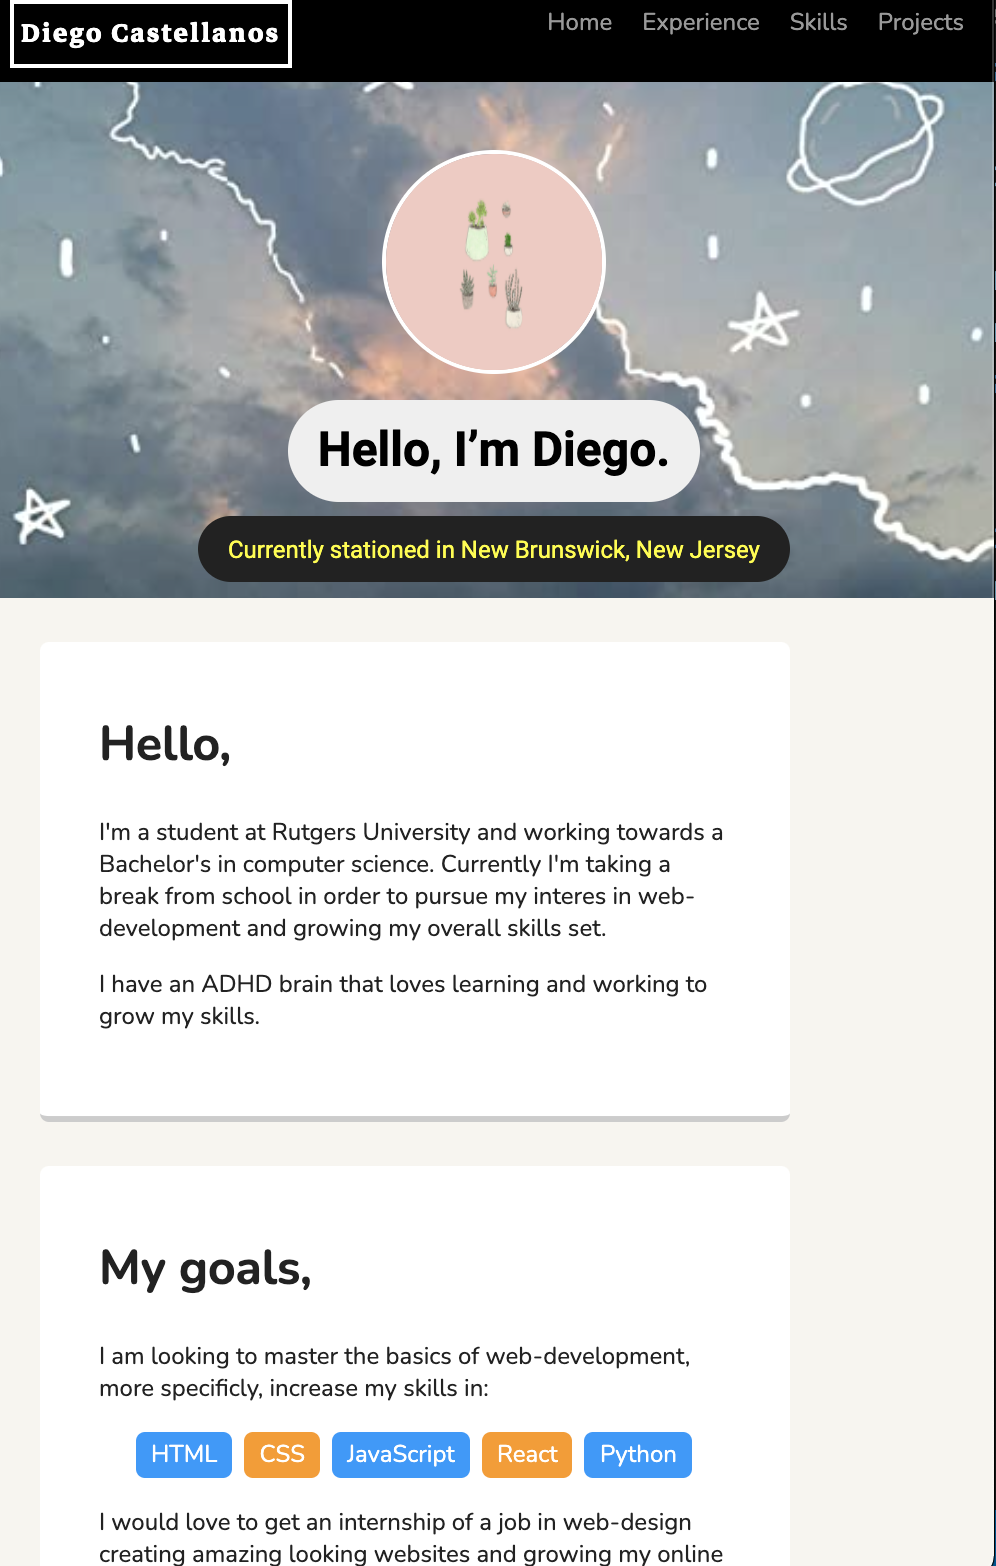 Diego Castellanos
Home Experience Skills Projects
Hello, I’m Diego.
Currently stationed in New Brunswick, New Jersey
Hello,
I'm a student at Rutgers University and working towards a
Bachelor's in computer science. Currently I'm taking a
break from school in order to pursue my interes in web-
development and growing my overall skills set.
I have an ADHD brain that loves learning and working to
grow my skills.
My goals,
I am looking to master the basics of web-development,
more specificly, increase my skills in:
HTML CSS JavaScript React Python
I would love to get an internship of a job in web-design
creating amazing looking websites and growing my online